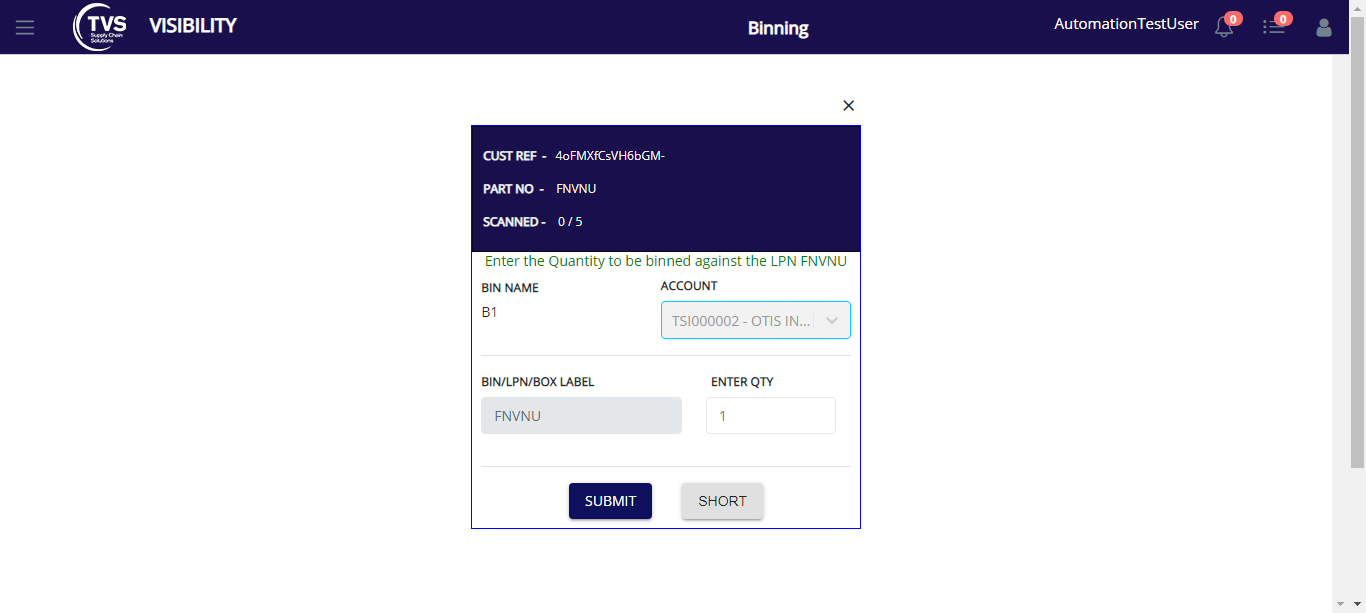 TVS
Supply Chain
Solutions
VISIBILITY
Binning
AutomationTestUser
0
0
CUST REF - 4oFMXfCsVH6bGM-
PART NO - FNVNU
SCANNED - 0 / 5
Enter the Quantity to be binned against the LPN FNVNU
BIN NAME
ACCOUNT
B1
TSI000002 - OTIS IN...
BIN/LPN/BOX LABEL
ENTER QTY
FNVNU
1
SUBMIT
SHORT